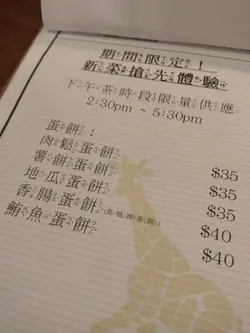 期間限定！
新菜搶先體驗
下午茶時段限量供應
2:30pm ~ 5:30pm
蛋餅：
肉鬆蛋餅 $35
薯餅蛋餅 $35
地瓜蛋餅 $35
香腸蛋餅 $40
鮪魚蛋餅 $40